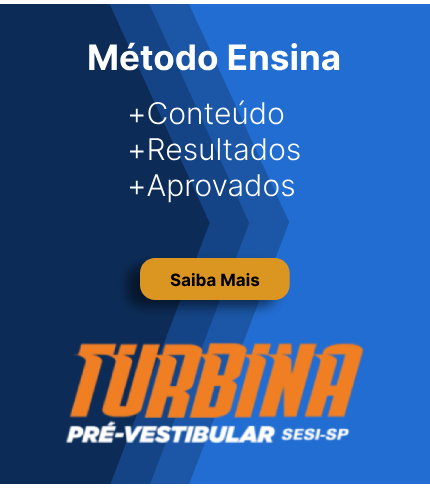 Método Ensina
+Conteúdo
+Resultados
+Aprovados
Saiba Mais
TURBINA
PRÉ-VESTIBULAR SESI-SP